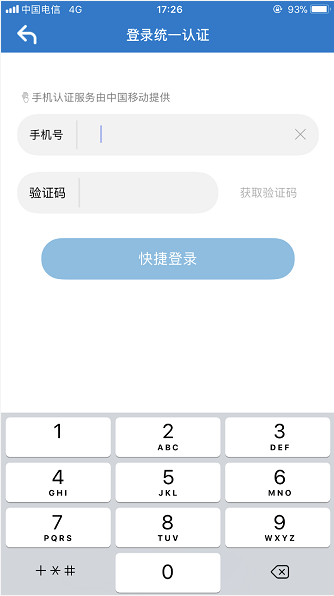 中国电信 4G 17:26 93%
登录统一认证
手机认证服务由中国移动提供
手机号
验证码 获取验证码
快捷登录
1 2 3
ABC DEF
4 5 6
GHI JKL MNO
7 8 9
PQRS TUV WXYZ
+*# 0